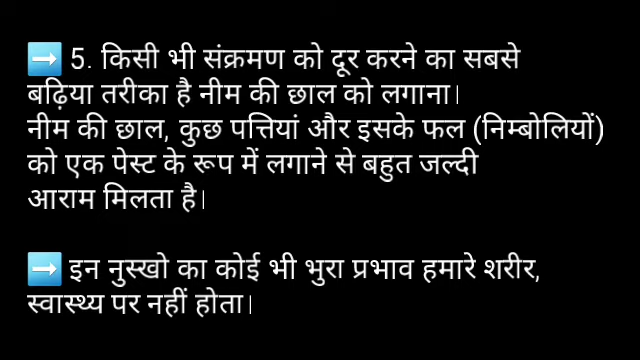 ➡ 5. किसी भी संक्रमण को दूर करने का सबसे
बढ़िया तरीका है नीम की छाल को लगाना।
नीम की छाल, कुछ पत्तियां और इसके फल (निम्बोलियों)
को एक पेस्ट के रूप में लगाने से बहुत जल्दी
आराम मिलता है।
➡ इन नुस्खो का कोई भी भुरा प्रभाव हमारे शरीर,
स्वास्थ्य पर नहीं होता।